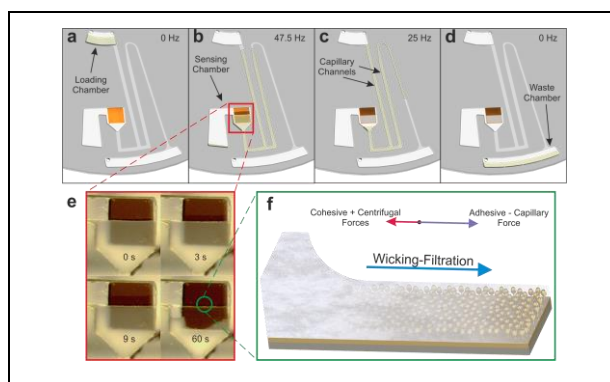 a
0 Hz
Loading
Chamber
b
47.5 Hz
Sensing
Chamber
c
25 Hz
Capillary
Channels
d
0 Hz
Waste
Chamber
e
0 s
3 s
9 s
60 s
f
Cohesive + Centrifugal
Forces
Adhesive - Capillary
Force
Wicking-Filtration